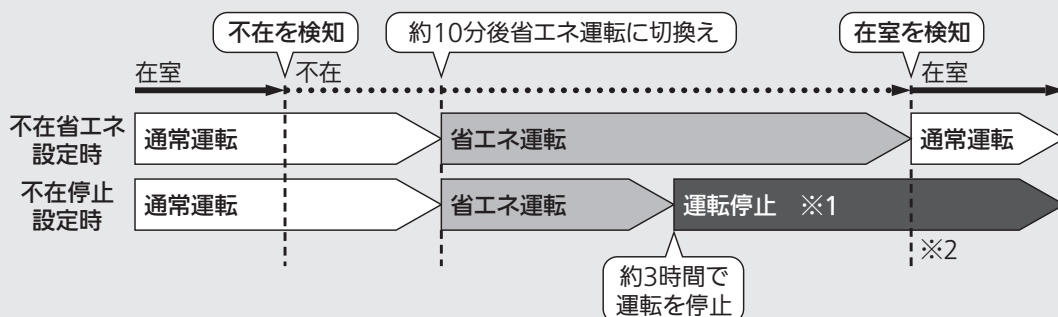 不在を検知
約10分後省エネ運転に切換え
在室を検知
在室
不在
在室
不在省エネ
設定時
通常運転
省エネ運転
通常運転
不在停止
設定時
通常運転
省エネ運転
運転停止 ※1
※2
約3時間で
運転を停止